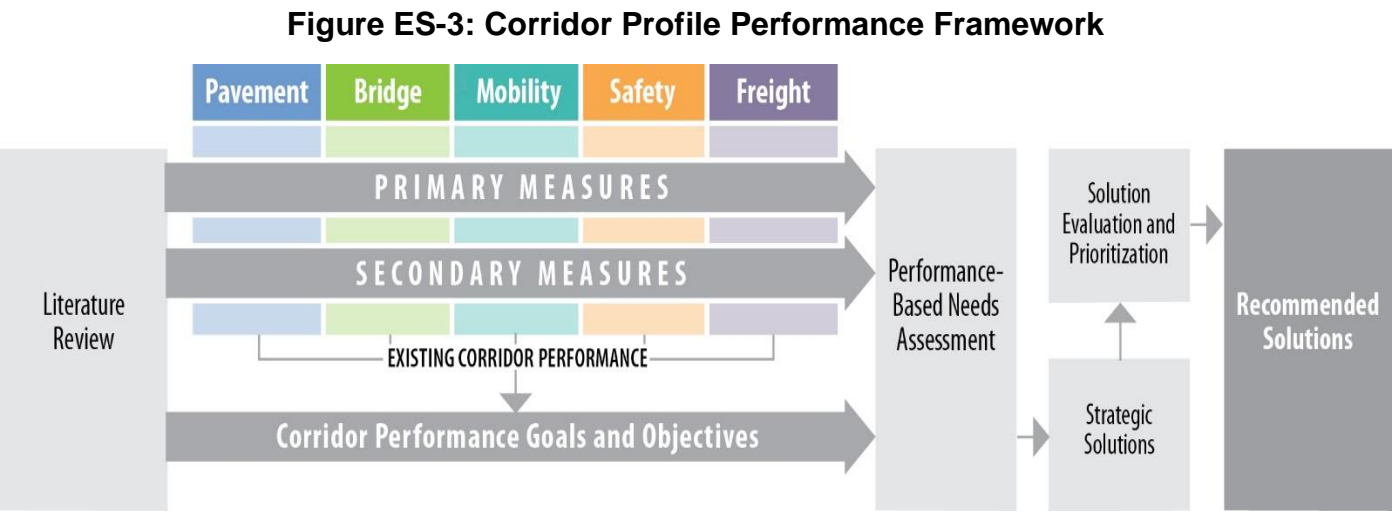 Figure ES-3: Corridor Profile Performance Framework
Pavement
Bridge
Mobility
Safety
Freight
Literature
Review
PRIMARY MEASURES
SECONDARY MEASURES
EXISTING CORRIDOR PERFORMANCE
Corridor Performance Goals and Objectives
Performance-
Based Needs
Assessment
Solution
Evaluation and
Prioritization
Strategic
Solutions
Recommended
Solutions